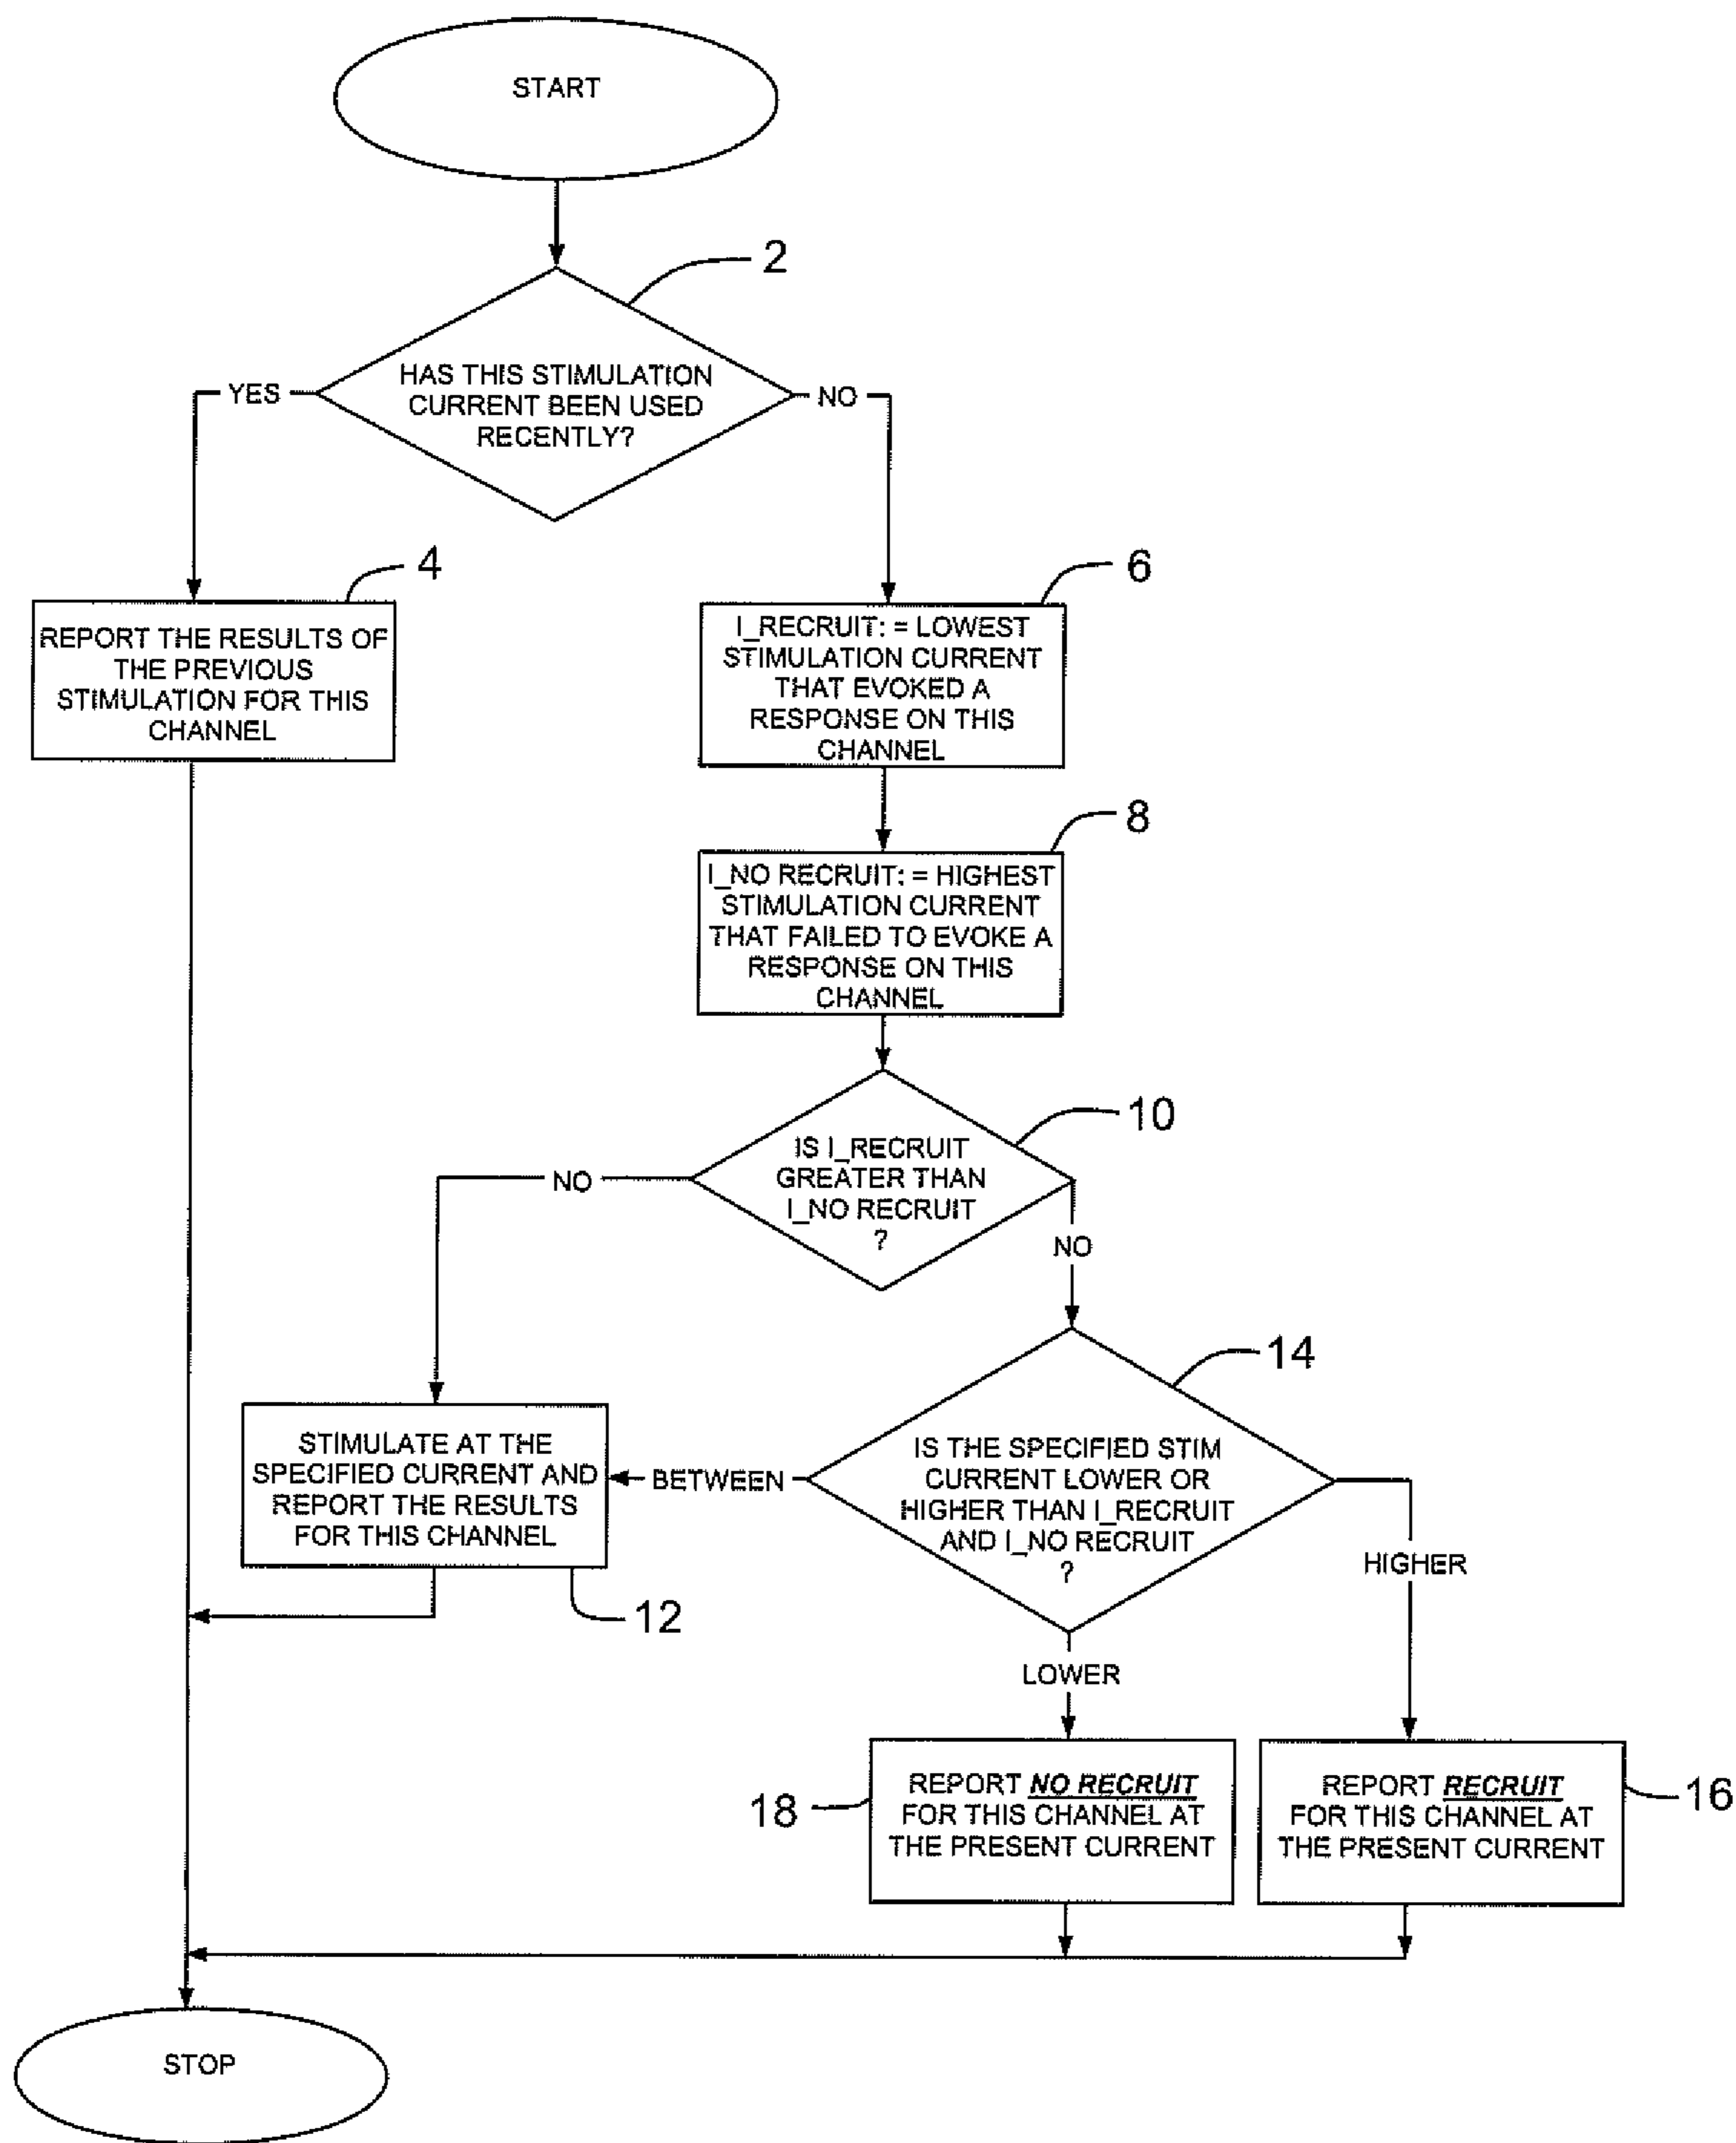 START
2
HAS THIS STIMULATION
CURRENT BEEN USED
RECENTLY?
YES
NO
4
REPORT THE RESULTS OF
THE PREVIOUS
STIMULATION FOR THIS
CHANNEL
6
I_RECRUIT: = LOWEST
STIMULATION CURRENT
THAT EVOKED A
RESPONSE ON THIS
CHANNEL
8
I_NO RECRUIT: = HIGHEST
STIMULATION CURRENT
THAT FAILED TO EVOKE A
RESPONSE ON THIS
CHANNEL
10
IS I_RECRUIT
GREATER THAN
I_NO RECRUIT
?
NO
NO
14
STIMULATE AT THE
SPECIFIED CURRENT AND
REPORT THE RESULTS
FOR THIS CHANNEL
12
BETWEEN
IS THE SPECIFIED STIM
CURRENT LOWER OR
HIGHER THAN I_RECRUIT
AND I_NO RECRUIT
?
HIGHER
LOWER
18
REPORT NO RECRUIT
FOR THIS CHANNEL AT
THE PRESENT CURRENT
REPORT RECRUIT
FOR THIS CHANNEL AT
THE PRESENT CURRENT
16
STOP